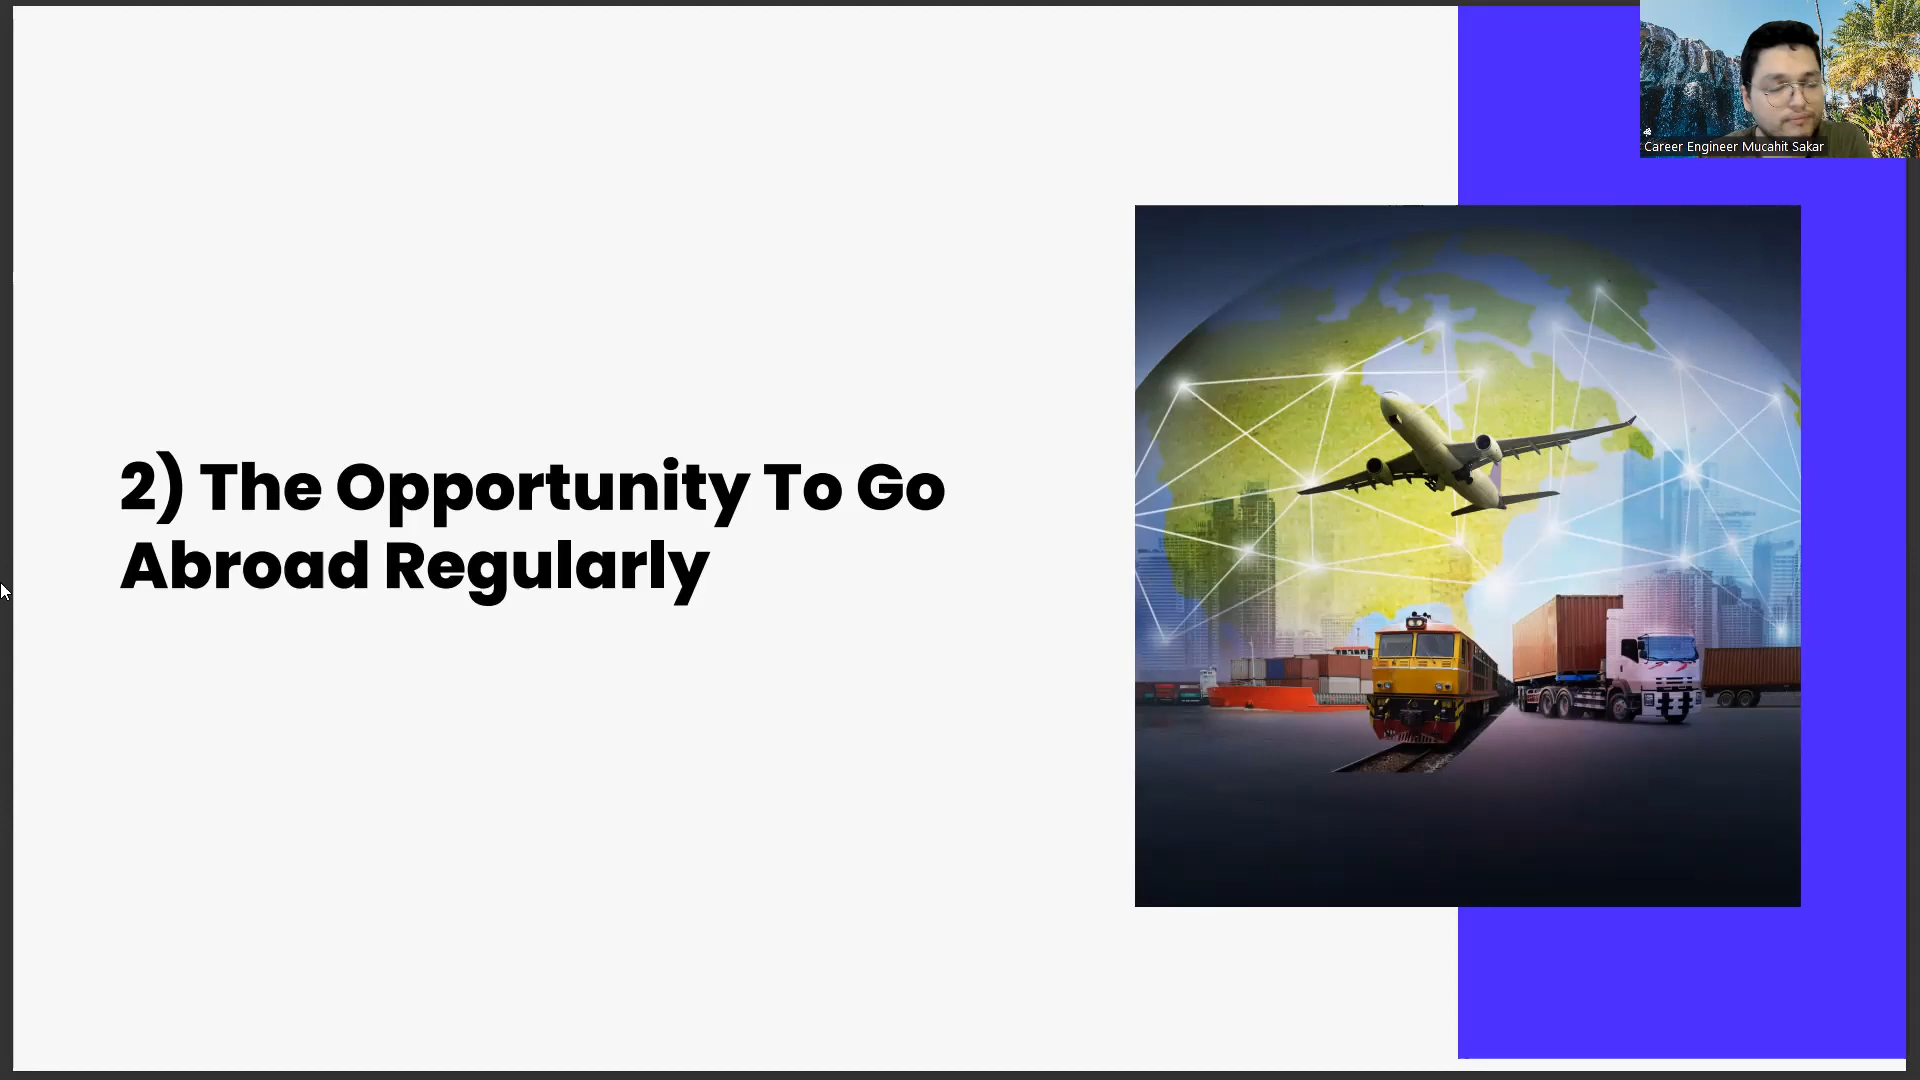 Career Engineer Mucahit Sakar
2) The Opportunity To Go
Abroad Regularly